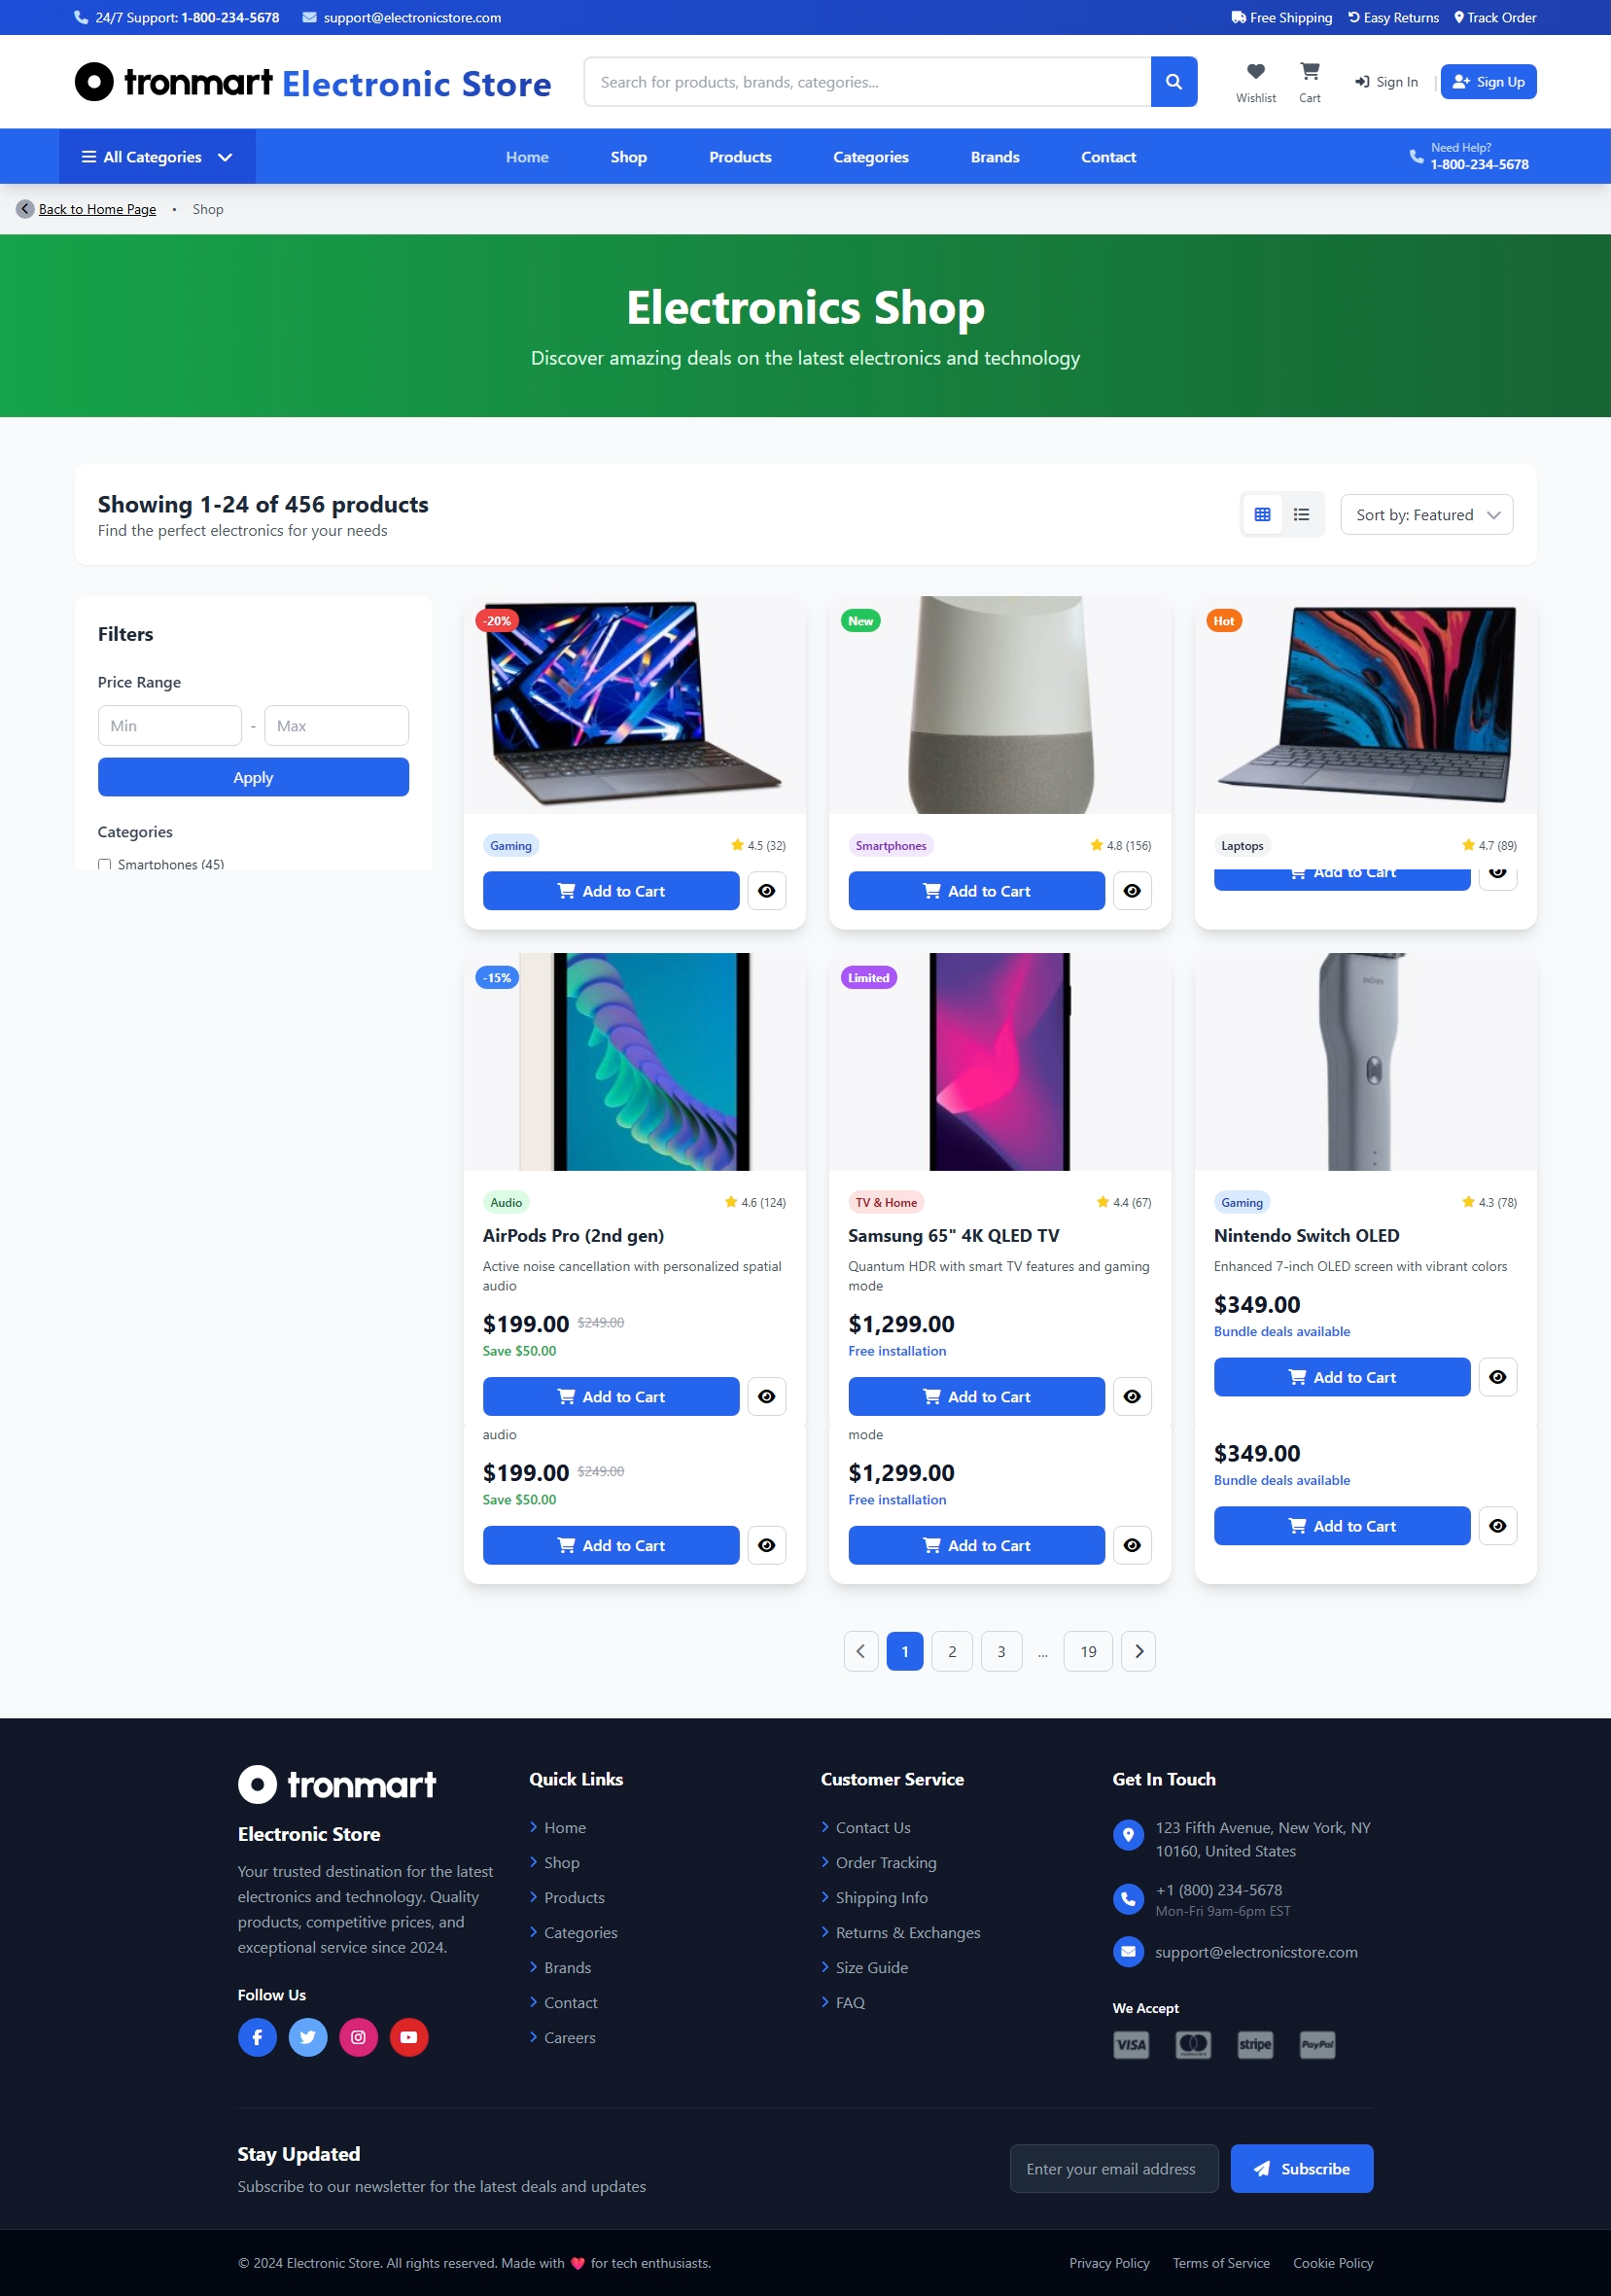 24/7 Support: 1-800-234-5678 support@electronicstore.com Free Shipping Easy Returns Track Order
tronmart Electronic Store Search for products, brands, categories... Wishlist Cart Sign In | Sign Up
All Categories Home Shop Products Categories Brands Contact Need Help?
1-800-234-5678
Back to Home Page • Shop
Electronics Shop
Discover amazing deals on the latest electronics and technology
Showing 1-24 of 456 products
Find the perfect electronics for your needs
Sort by: Featured
Filters
Price Range
Min - Max
Apply
Categories
Smartphones (45)
-20% New Hot
Gaming 4.5 (32) Smartphones 4.8 (156) Laptops 4.7 (89)
Add to Cart Add to Cart Add to Cart
-15% Limited
Audio 4.6 (124) TV & Home 4.4 (67) Gaming 4.3 (78)
AirPods Pro (2nd gen) Samsung 65" 4K QLED TV Nintendo Switch OLED
Active noise cancellation with personalized spatial Quantum HDR with smart TV features and gaming Enhanced 7-inch OLED screen with vibrant colors
audio mode
$199.00 $249.00 $1,299.00 $349.00
Save $50.00 Free installation Bundle deals available
Add to Cart Add to Cart Add to Cart
audio mode
$199.00 $249.00 $1,299.00 $349.00
Save $50.00 Free installation Bundle deals available
Add to Cart Add to Cart Add to Cart
1 2 3 ... 19
tronmart
Electronic Store
Your trusted destination for the latest
electronics and technology. Quality
products, competitive prices, and
exceptional service since 2024.
Follow Us
Quick Links
Home
Shop
Products
Categories
Brands
Contact
Careers
Customer Service
Contact Us
Order Tracking
Shipping Info
Returns & Exchanges
Size Guide
FAQ
Get In Touch
123 Fifth Avenue, New York, NY
10160, United States
+1 (800) 234-5678
Mon-Fri 9am-6pm EST
support@electronicstore.com
We Accept
VISA stripe PayPal
Stay Updated
Subscribe to our newsletter for the latest deals and updates
Enter your email address Subscribe
© 2024 Electronic Store. All rights reserved. Made with ❤️ for tech enthusiasts. Privacy Policy Terms of Service Cookie Policy